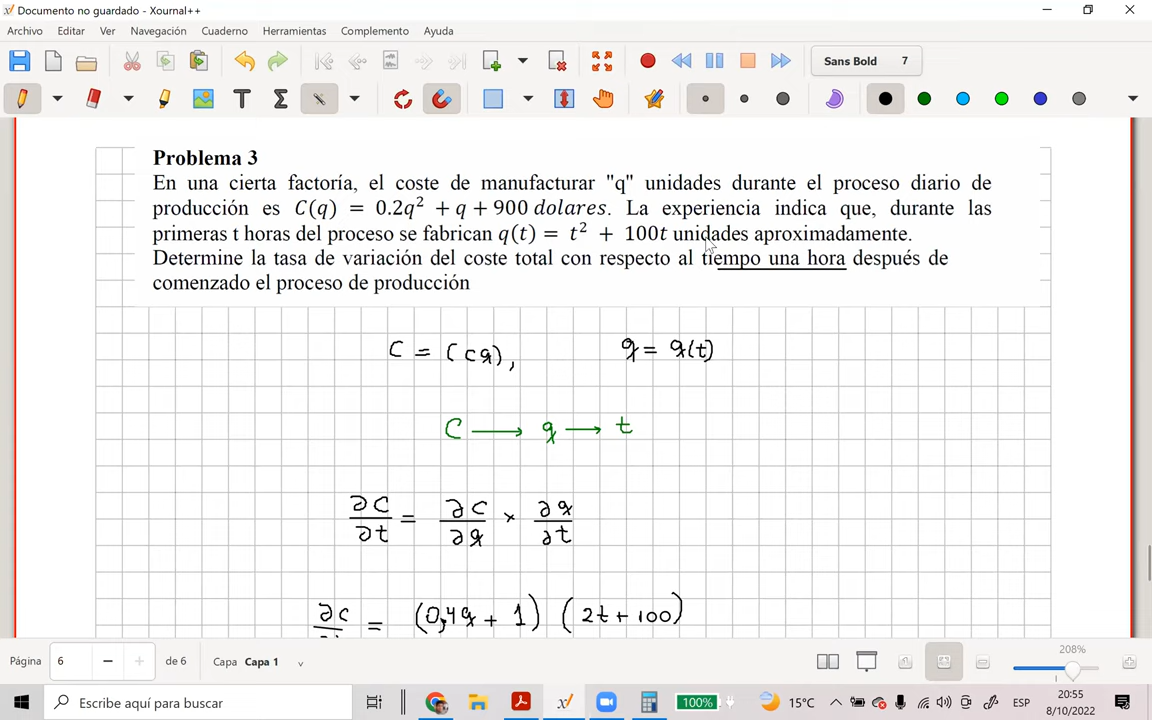 Documento no guardado - Xournal++
Archivo Editar Ver Navegación Cuaderno Herramientas Complemento Ayuda
Sans Bold 7
Problema 3
En una cierta factoría, el coste de manufacturar "q" unidades durante el proceso diario de
producción es C(q) = 0.2q² + q + 900 dolares. La experiencia indica que, durante las
primeras t horas del proceso se fabrican q(t) = t² + 100t unidades aproximadamente.
Determine la tasa de variación del coste total con respecto al tiempo una hora después de
comenzado el proceso de producción
C = (cq), q = q(t)
C → q → t
∂C/∂t = ∂C/∂q × ∂q/∂t
∂C = (0,4q + 1) (2t + 100)
Página 6 de 6 Capa Capa 1 208%
Escribe aquí para buscar 100% 15°C ESP 20:55
8/10/2022